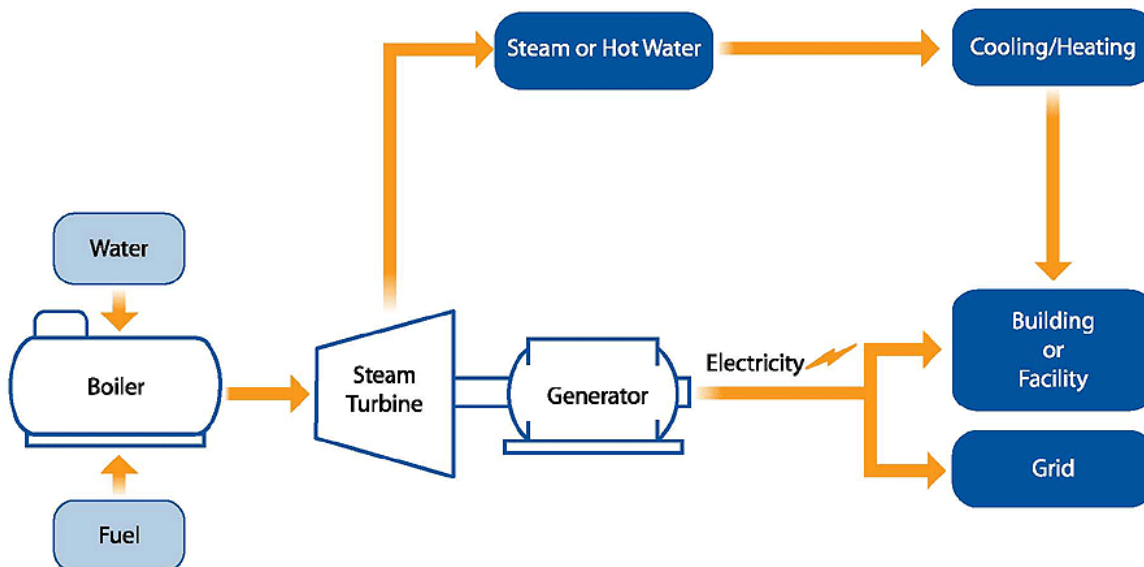 Steam or Hot Water
Cooling/Heating
Water
Boiler
Fuel
Steam
Turbine
Generator
Electricity
Building
or
Facility
Grid